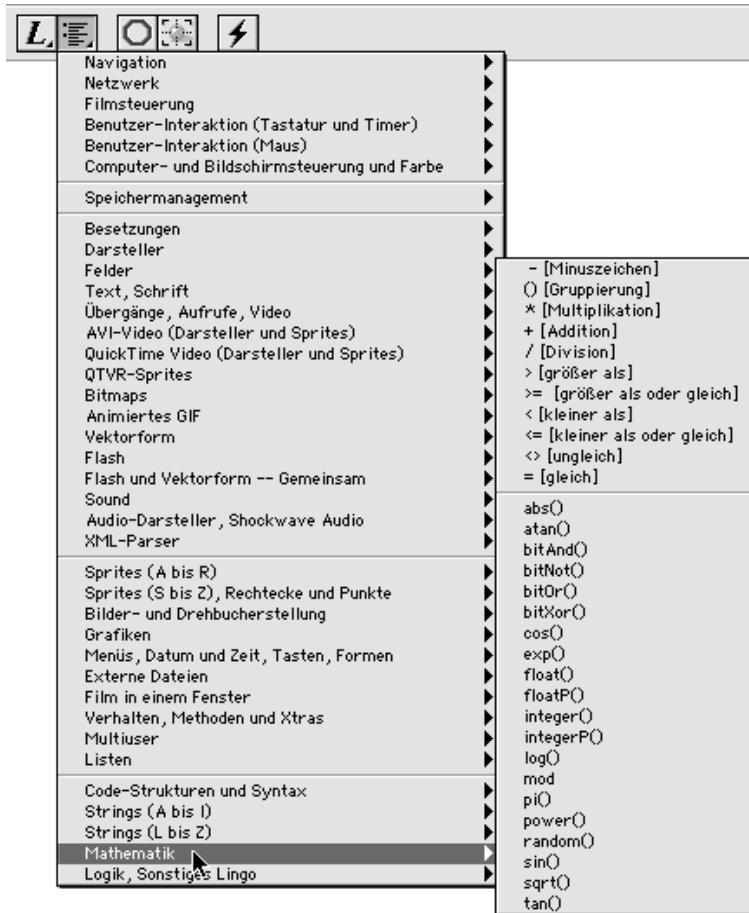 L
Navigation
Netzwerk
Filmsteuerung
Benutzer-Interaktion (Tastatur und Timer)
Benutzer-Interaktion (Maus)
Computer- und Bildschirmsteuerung und Farbe
Speichermanagement
Besetzungen
Darsteller
Felder
Text, Schrift
Übergänge, Aufrufe, Video
AVI-Video (Darsteller und Sprites)
QuickTime Video (Darsteller und Sprites)
QTVR-Sprites
Bitmaps
Animiertes GIF
Vektorform
Flash
Flash und Vektorform -- Gemeinsam
Sound
Audio-Darsteller, Shockwave Audio
XML-Parser
Sprites (A bis R)
Sprites (S bis Z), Rechtecke und Punkte
Bilder- und Drehbucherstellung
Grafiken
Menüs, Datum und Zeit, Tasten, Formen
Externe Dateien
Film in einem Fenster
Verhalten, Methoden und Xtras
Multiuser
Listen
Code-Strukturen und Syntax
Strings (A bis I)
Strings (L bis Z)
Mathematik
Logik, Sonstiges Lingo
- [Minuszeichen]
() [Gruppierung]
* [Multiplikation]
+ [Addition]
/ [Division]
> [größer als]
>= [größer als oder gleich]
< [kleiner als]
<= [kleiner als oder gleich]
<> [ungleich]
= [gleich]
abs()
atan()
bitAnd()
bitNot()
bitOr()
bitXor()
cos()
exp()
float()
floatP()
integer()
integerP()
log()
mod
pi()
power()
random()
sin()
sqrt()
tan()